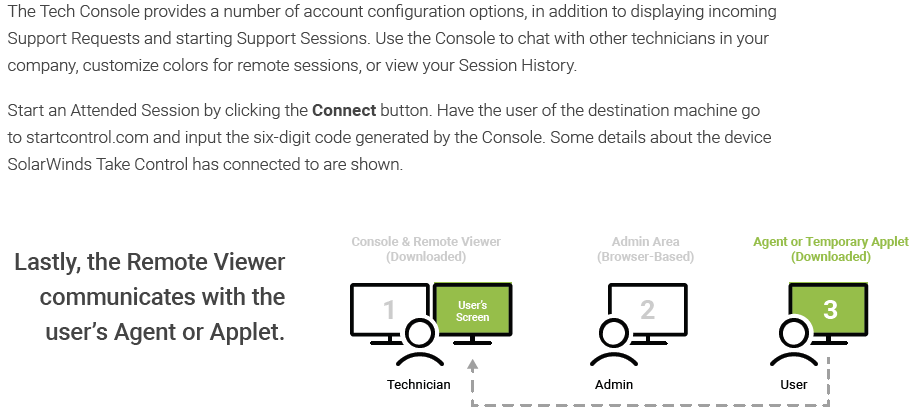 The Tech Console provides a number of account configuration options, in addition to displaying incoming
Support Requests and starting Support Sessions. Use the Console to chat with other technicians in your
company, customize colors for remote sessions, or view your Session History.
Start an Attended Session by clicking the Connect button. Have the user of the destination machine go
to startcontrol.com and input the six-digit code generated by the Console. Some details about the device
SolarWinds Take Control has connected to are shown.
Lastly, the Remote Viewer
communicates with the
user's Agent or Applet.
Console & Remote Viewer
(Downloaded)
1
User's
Screen
Technician
Admin Area
(Browser-Based)
2
Admin
Agent or Temporary Applet
(Downloaded)
3
User